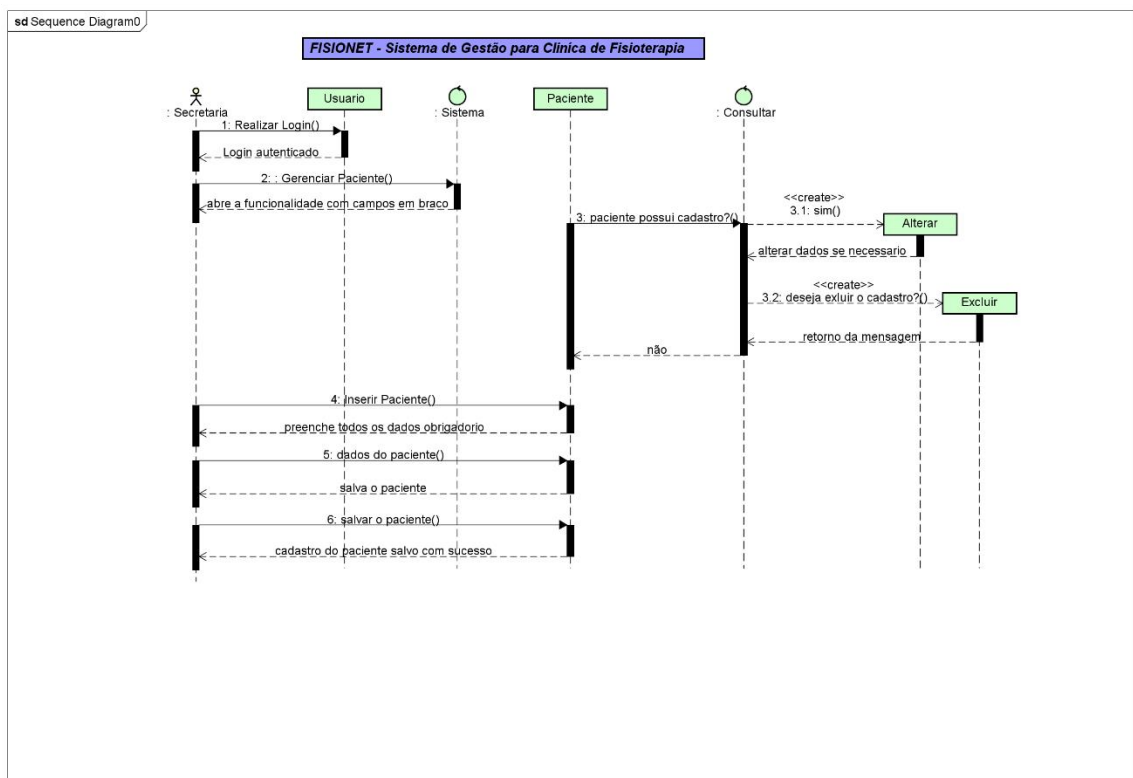 sd Sequence Diagram0
FISIONET - Sistema de Gestão para Clinica de Fisioterapia
: Secretaria
Usuario
: Sistema
Paciente
: Consultar
1: Realizar Login()
Login autenticado
2: : Gerenciar Paciente()
abre a funcionalidade com campos em braco
3: paciente possui cadastro?()
<<create>>
3.1: sim()
Alterar
alterar dados se necessario
<<create>>
3.2: deseja exluir o cadastro?()
Excluir
retorno da mensagem
não
4: Inserir Paciente()
preenche todos os dados obrigadorio
5: dados do paciente()
salva o paciente
6: salvar o paciente()
cadastro do paciente salvo com sucesso